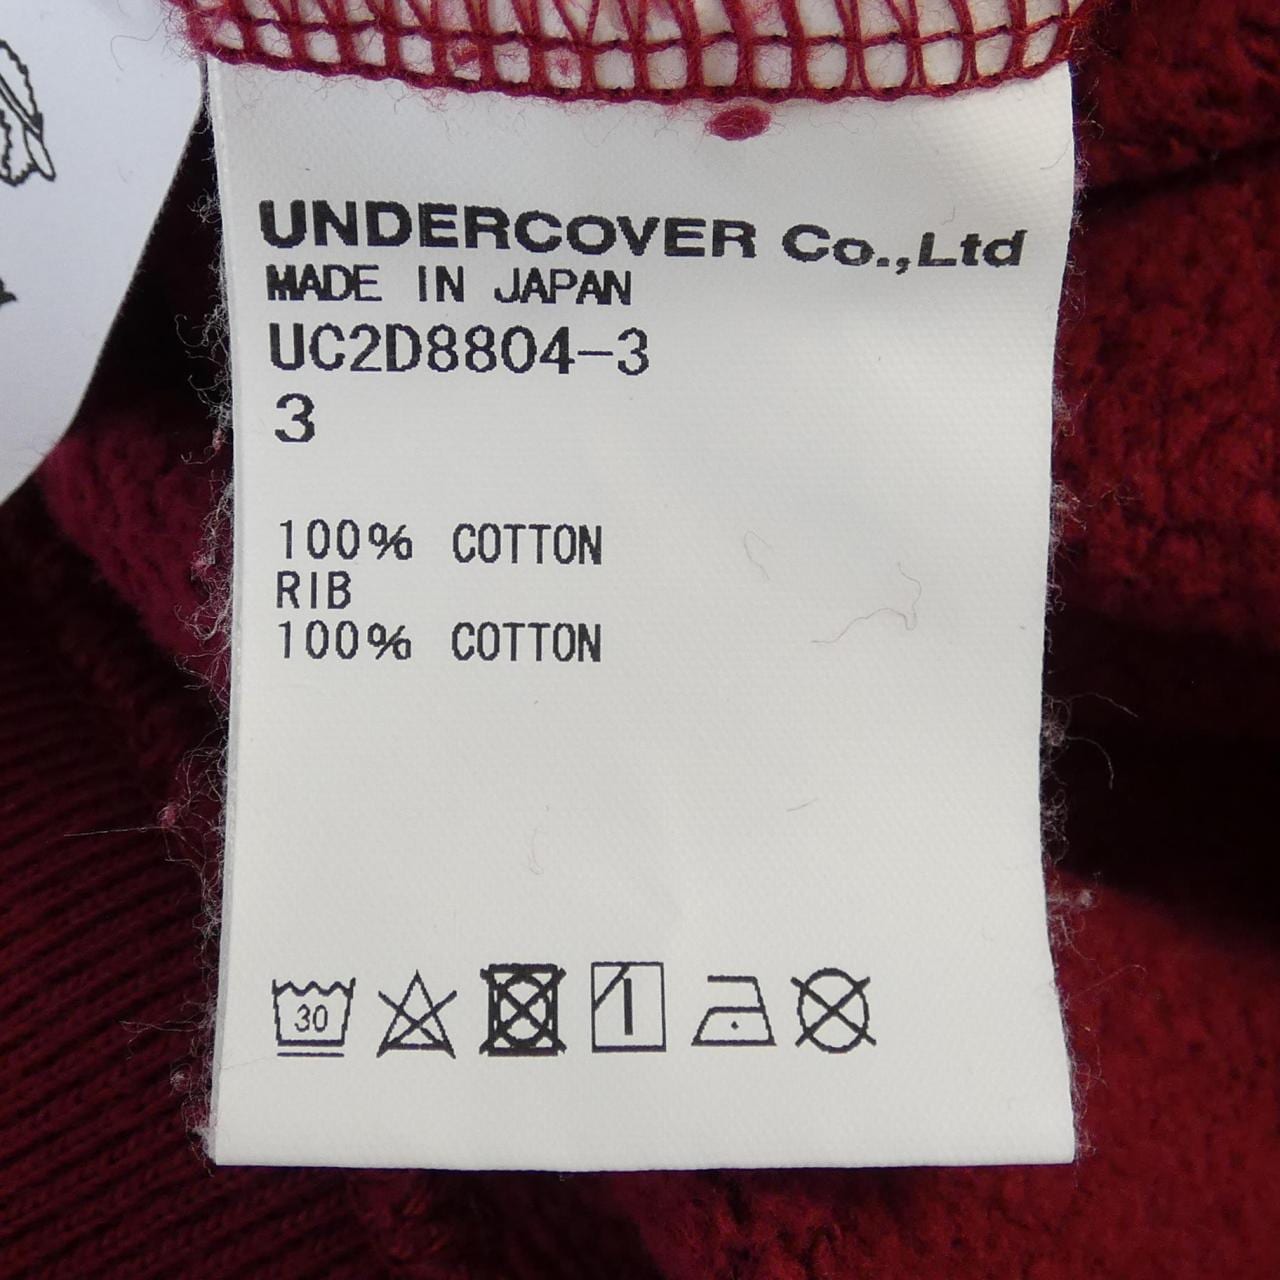 UNDERCOVER Co.,Ltd
MADE IN JAPAN
UC2D8804-3
3
100% COTTON
RIB
100% COTTON
30